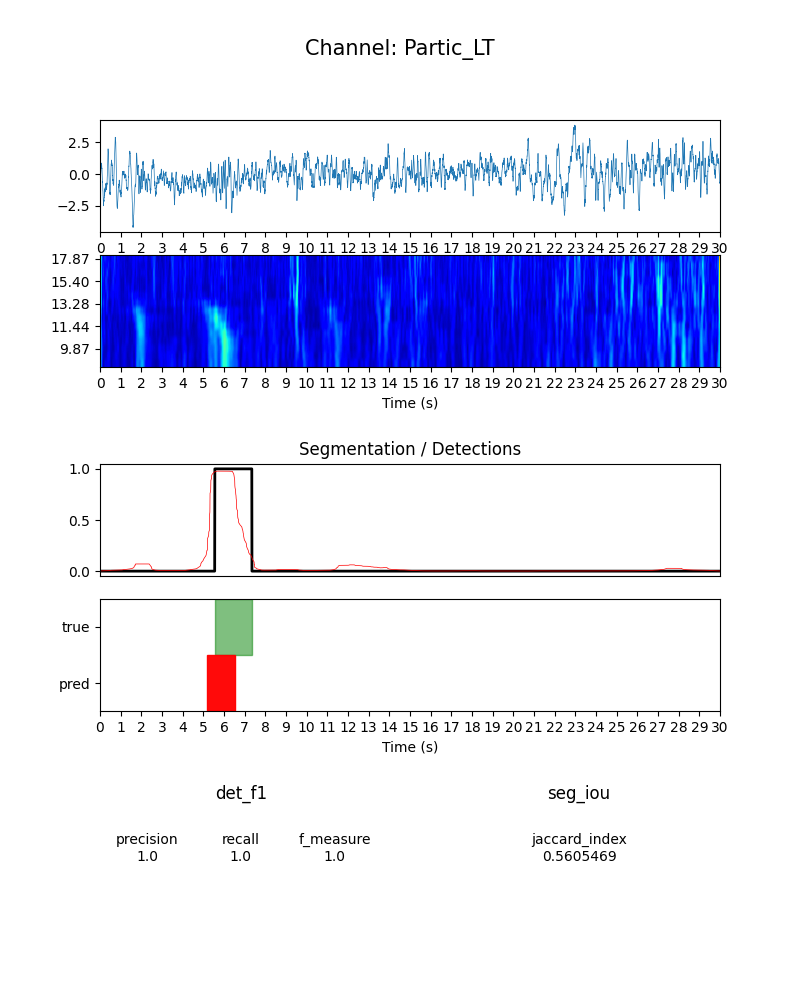 Channel: Partic_LT
2.5
0.0
−2.5
0 1 2 3 4 5 6 7 8 9 10 11 12 13 14 15 16 17 18 19 20 21 22 23 24 25 26 27 28 29 30
17.87
15.40
13.28
11.44
9.87
0 1 2 3 4 5 6 7 8 9 10 11 12 13 14 15 16 17 18 19 20 21 22 23 24 25 26 27 28 29 30
Time (s)
Segmentation / Detections
1.0
0.5
0.0
true
pred
0 1 2 3 4 5 6 7 8 9 10 11 12 13 14 15 16 17 18 19 20 21 22 23 24 25 26 27 28 29 30
Time (s)
det_f1 seg_iou
precision recall f_measure jaccard_index
1.0 1.0 1.0 0.5605469